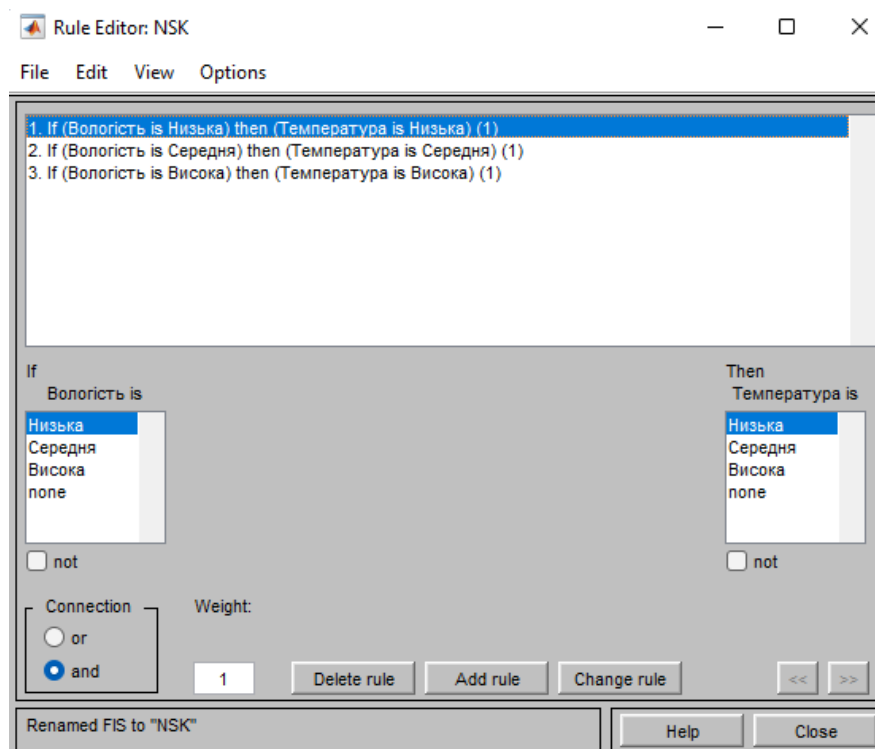 Rule Editor: NSK
File Edit View Options
1. If (Вологість is Низька) then (Температура is Низька) (1)
2. If (Вологість is Середня) then (Температура is Середня) (1)
3. If (Вологість is Висока) then (Температура is Висока) (1)
If
Then
Вологість is
Температура is
Низька
Середня
Висока
none
Низька
Середня
Висока
none
not
not
Connection
or
and
Weight:
1
Delete rule
Add rule
Change rule
<<
>>
Renamed FIS to "NSK"
Help
Close